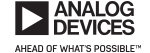 ANALOG
DEVICES
AHEAD OF WHAT'S POSSIBLE™